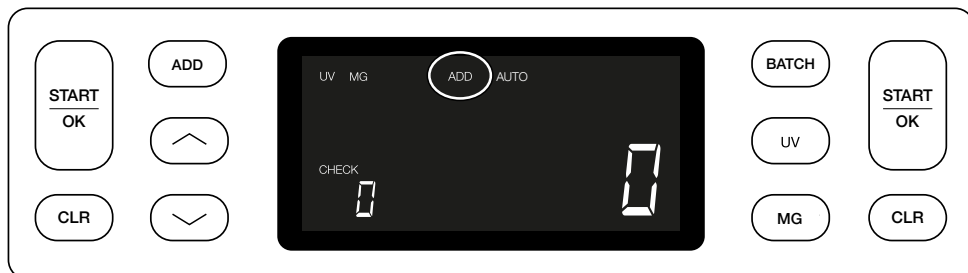 START
OK
CLR
ADD
UV MG ADD AUTO
CHECK
0
0
BATCH
UV
MG
START
OK
CLR